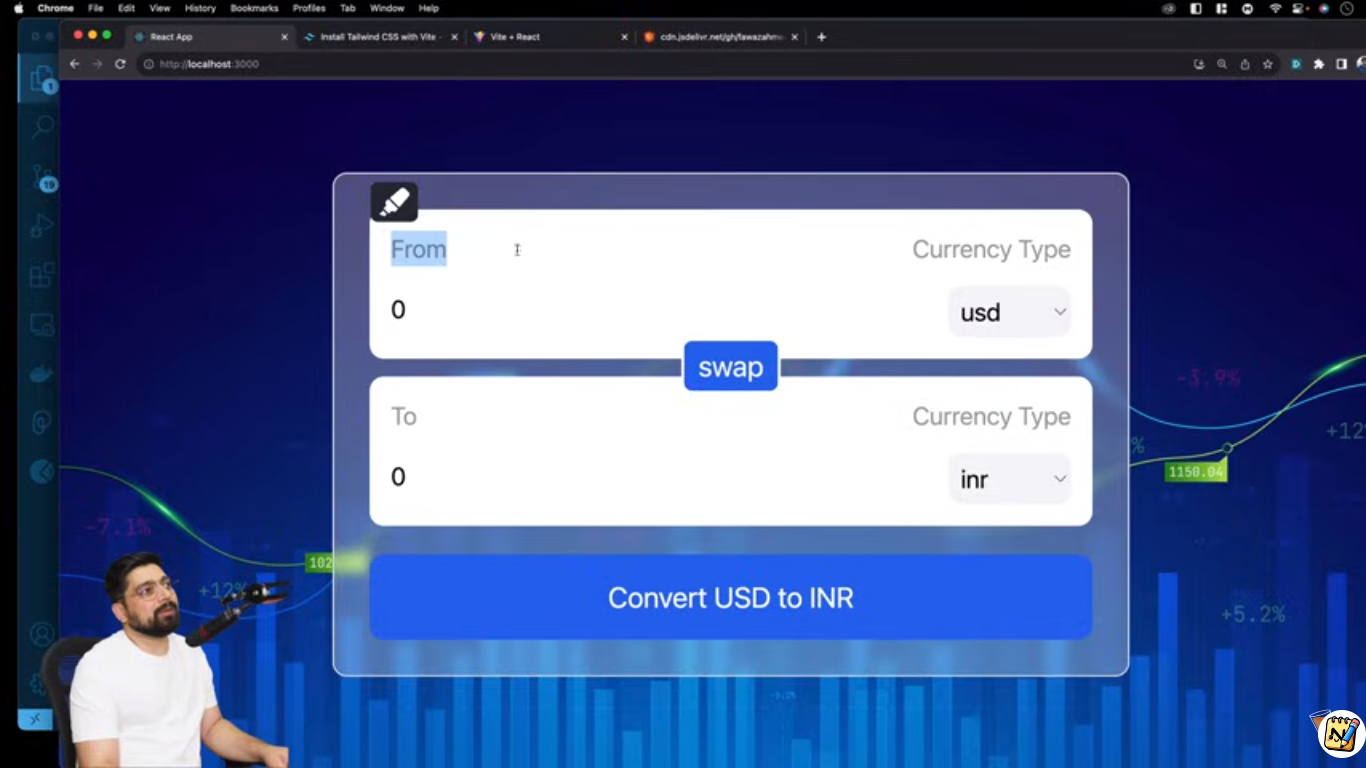 Chrome File Edit View History Bookmarks Profiles Tab Window Help
React App
Install Tailwind CSS with Vite
Vite + React
cdn.jsdelivr.net/gh/fawazahm
http://localhost:3000
1
19
From
Currency Type
0
usd
swap
To
Currency Type
0
inr
Convert USD to INR
-3.9%
+12
%
1150.04
-7.1%
102
+12%
+5.2%